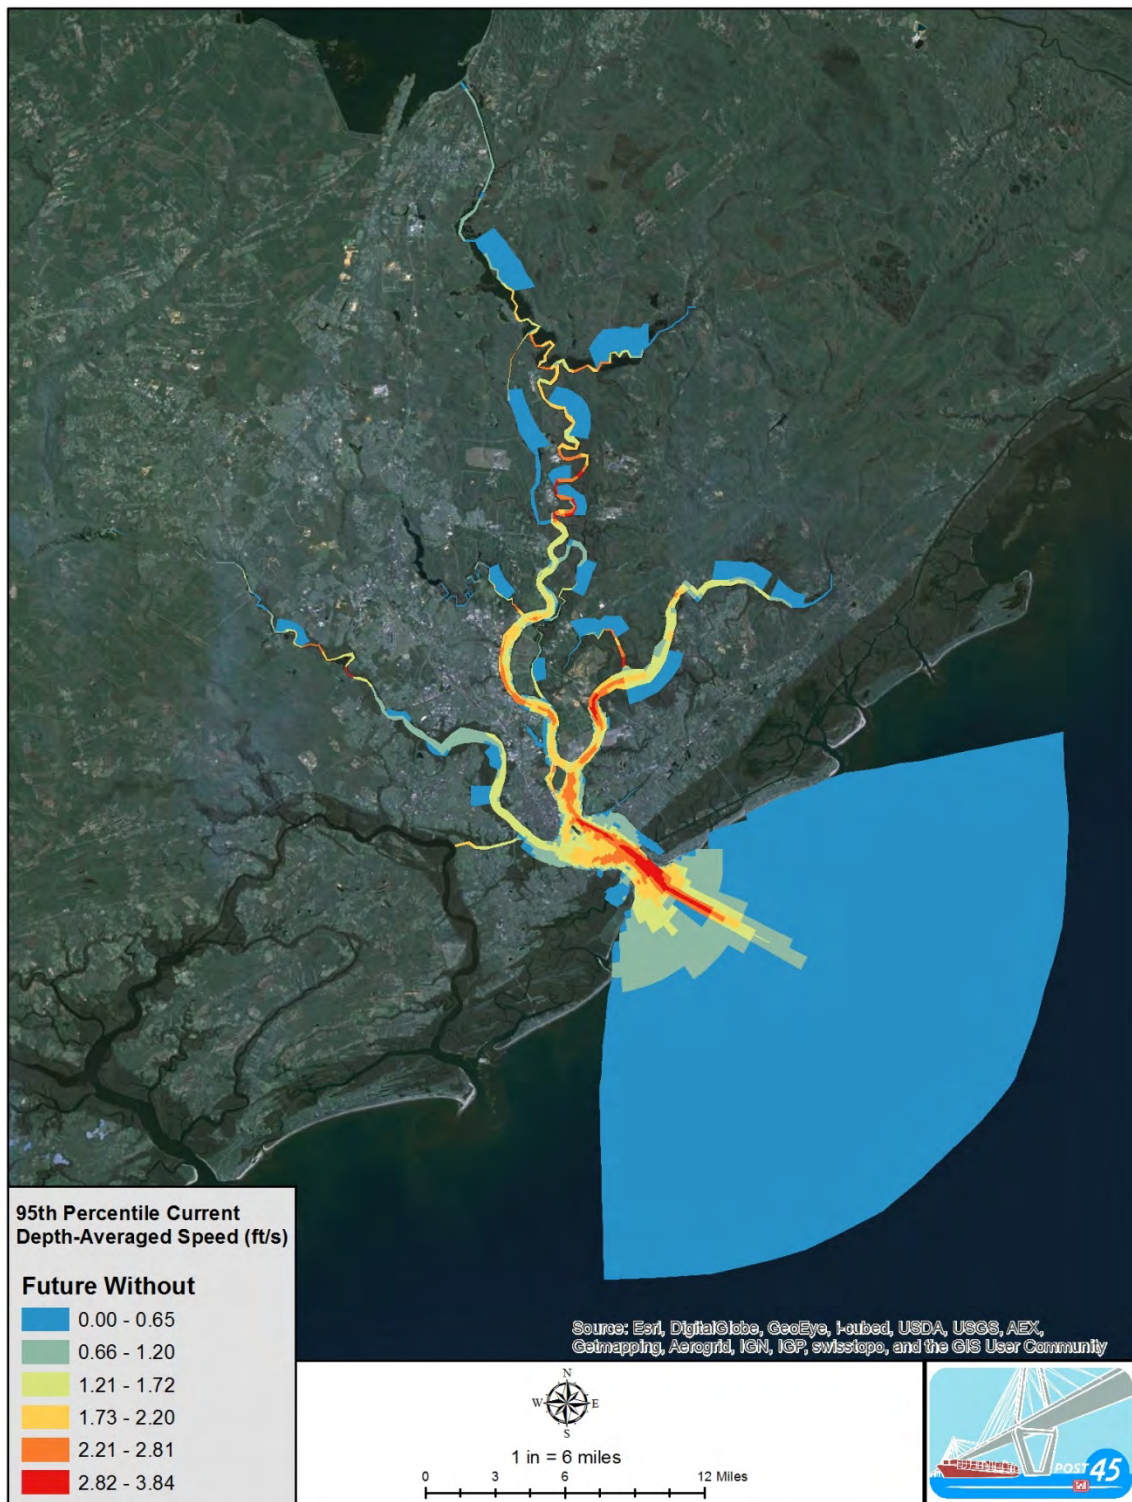 95th Percentile Current
Depth-Averaged Speed (ft/s)
Future Without
0.00 - 0.65
0.66 - 1.20
1.21 - 1.72
1.73 - 2.20
2.21 - 2.81
2.82 - 3.84
Source: Esri, DigitalGlobe, GeoEye, i-cubed, USDA, USGS, AEX,
Getmapping, Aerogrid, IGN, IGP, swisstopo, and the GIS User Community
N
W E
S
1 in = 6 miles
0 3 6 12 Miles
POST 45